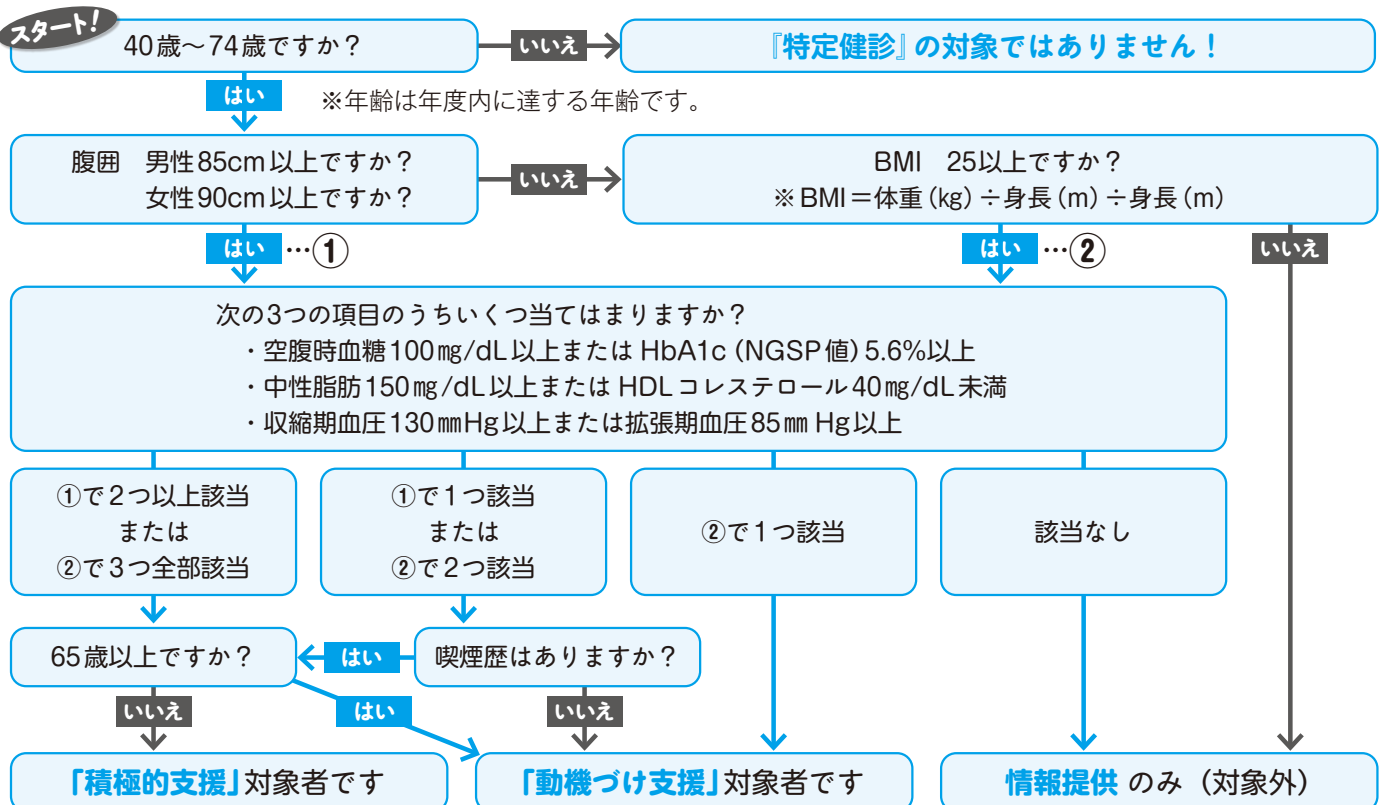 スタート!
40歳〜74歳ですか？
いいえ
『特定健診』の対象ではありません！
はい
※年齢は年度内に達する年齢です。
腹囲　男性85cm以上ですか？
女性90cm以上ですか？
いいえ
BMI　25以上ですか？
※BMI＝体重(kg)÷身長(m)÷身長(m)
はい …①
はい …②
いいえ
次の3つの項目のうちいくつ当てはまりますか？
・空腹時血糖100㎎/dL以上または HbA1c (NGSP値) 5.6%以上
・中性脂肪150㎎/dL以上または HDLコレステロール40㎎/dL未満
・収縮期血圧130㎜Hg以上または拡張期血圧85㎜ Hg以上
①で2つ以上該当
または
②で3つ全部該当
①で1つ該当
または
②で2つ該当
②で1つ該当
該当なし
65歳以上ですか？
はい
喫煙歴はありますか？
いいえ
はい
いいえ
「積極的支援」対象者です
「動機づけ支援」対象者です
情報提供 のみ（対象外）